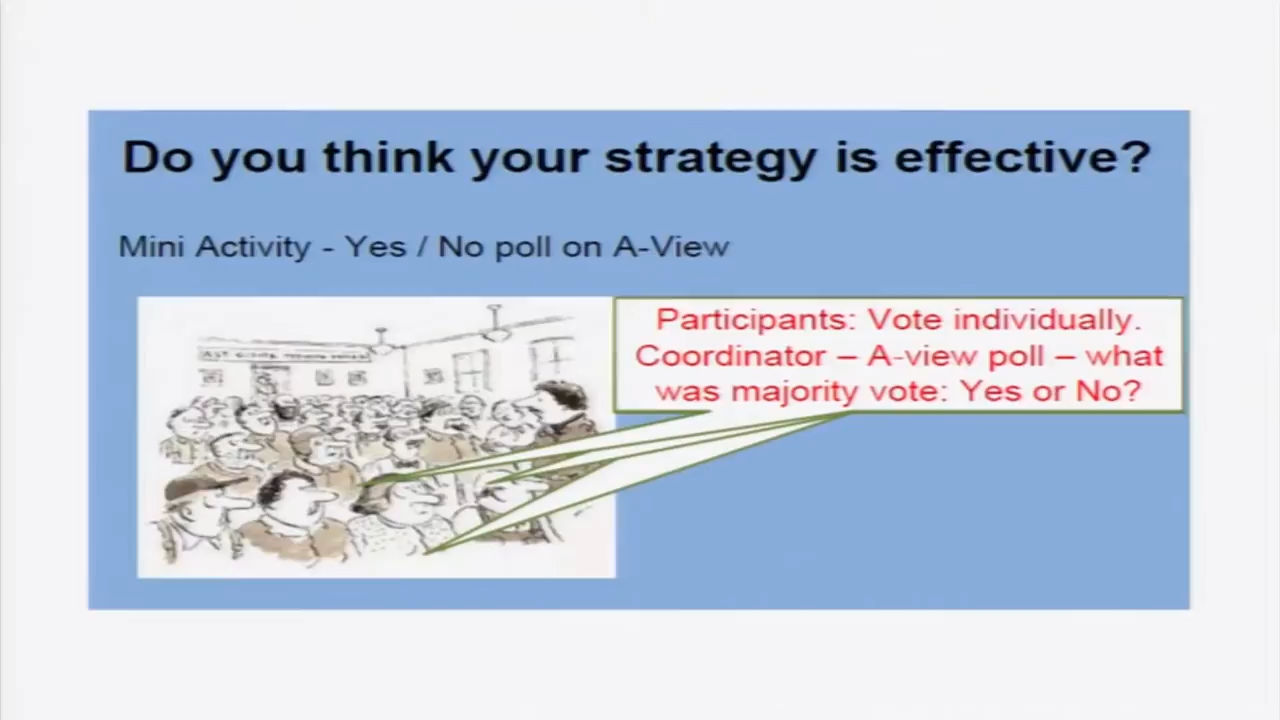 Do you think your strategy is effective?
Mini Activity - Yes / No poll on A-View
Participants: Vote individually.
Coordinator – A-view poll – what
was majority vote: Yes or No?